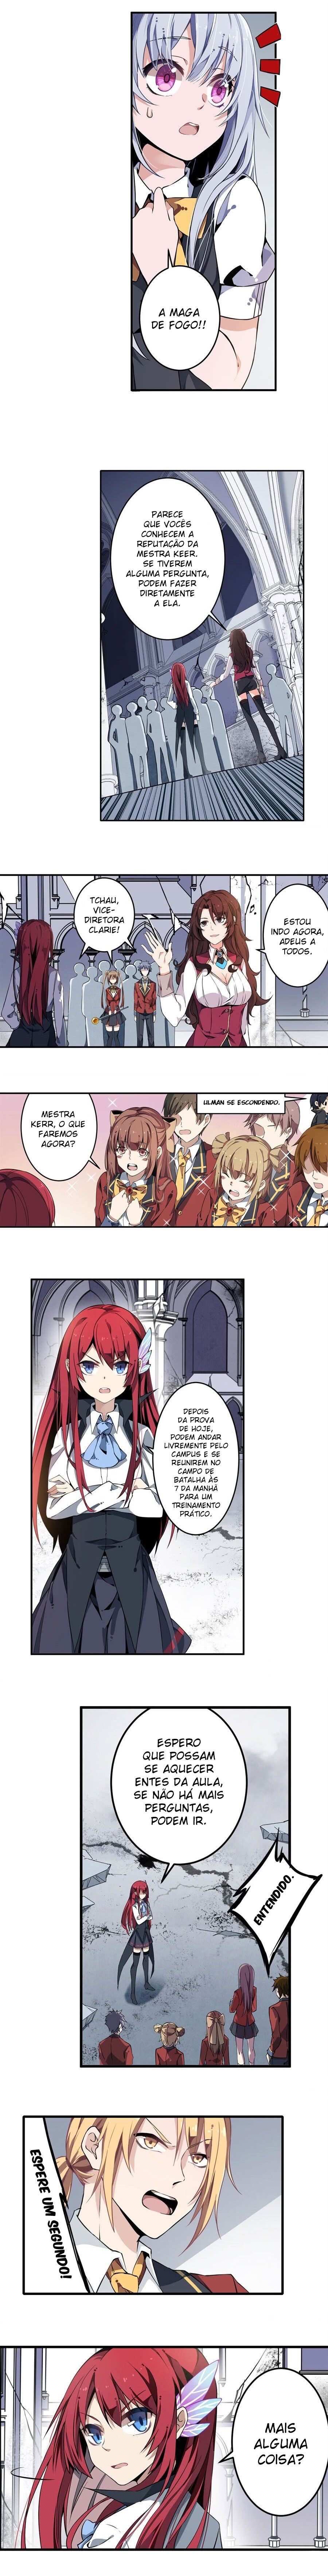 A MAGA
DE FOGO!!
PARECE
QUE VOCÊS
CONHECEM A
REPUTAÇÃO DA
MESTRA KEER.
SE TIVEREM
ALGUMA PERGUNTA,
PODEM FAZER
DIRETAMENTE
A ELA.
TCHAU,
VICE-
DIRETORA
CLARIE!
ESTOU
INDO AGORA,
ADEUS A
TODOS.
ULMAN SE ESCONDENDO.
MESTRA
KERR, O QUE
FAREMOS
AGORA?
DEPOIS
DA PROVA
DE HOJE,
PODEM ANDAR
LIVREMENTE PELO
CAMPUS E SE
REUNIREM NO
CAMPO DE
BATALHA ÀS
7 DA MANHÃ
PARA UM
TREINAMENTO
PRÁTICO.
ESPERO
QUE POSSAM
SE AQUECER
ENTES DA AULA,
SE NÃO HÁ MAIS
PERGUNTAS,
PODEM IR.
ENTENDIDO.
ESPERE UM SEGUNDO!
MAIS
ALGUMA
COISA?